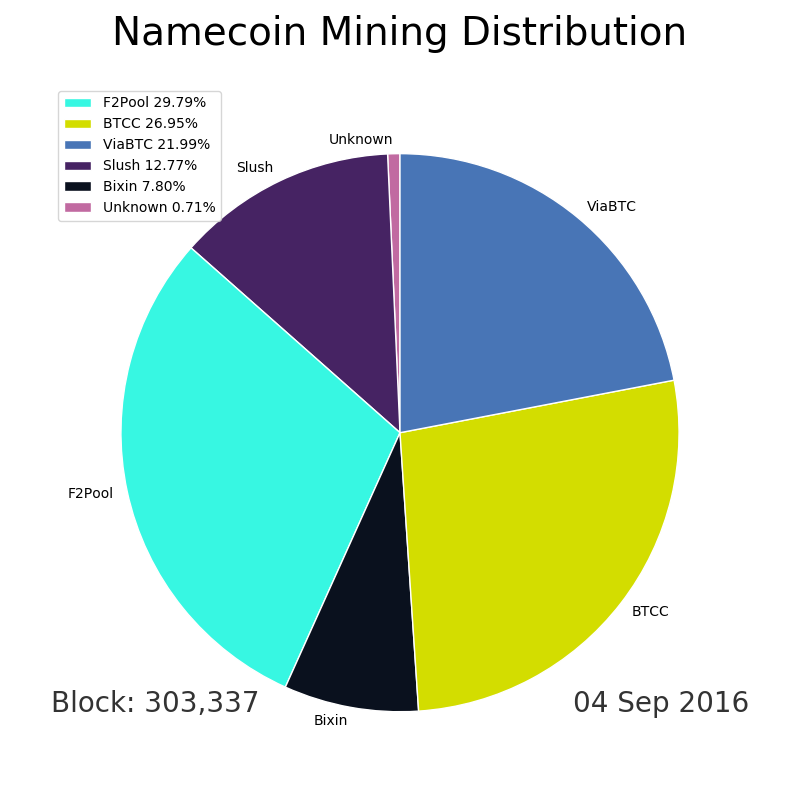 Namecoin Mining Distribution
F2Pool 29.79%
BTCC 26.95%
ViaBTC 21.99%
Slush 12.77%
Bixin 7.80%
Unknown 0.71%
Unknown
Slush
ViaBTC
F2Pool
BTCC
Block: 303,337
04 Sep 2016
Bixin